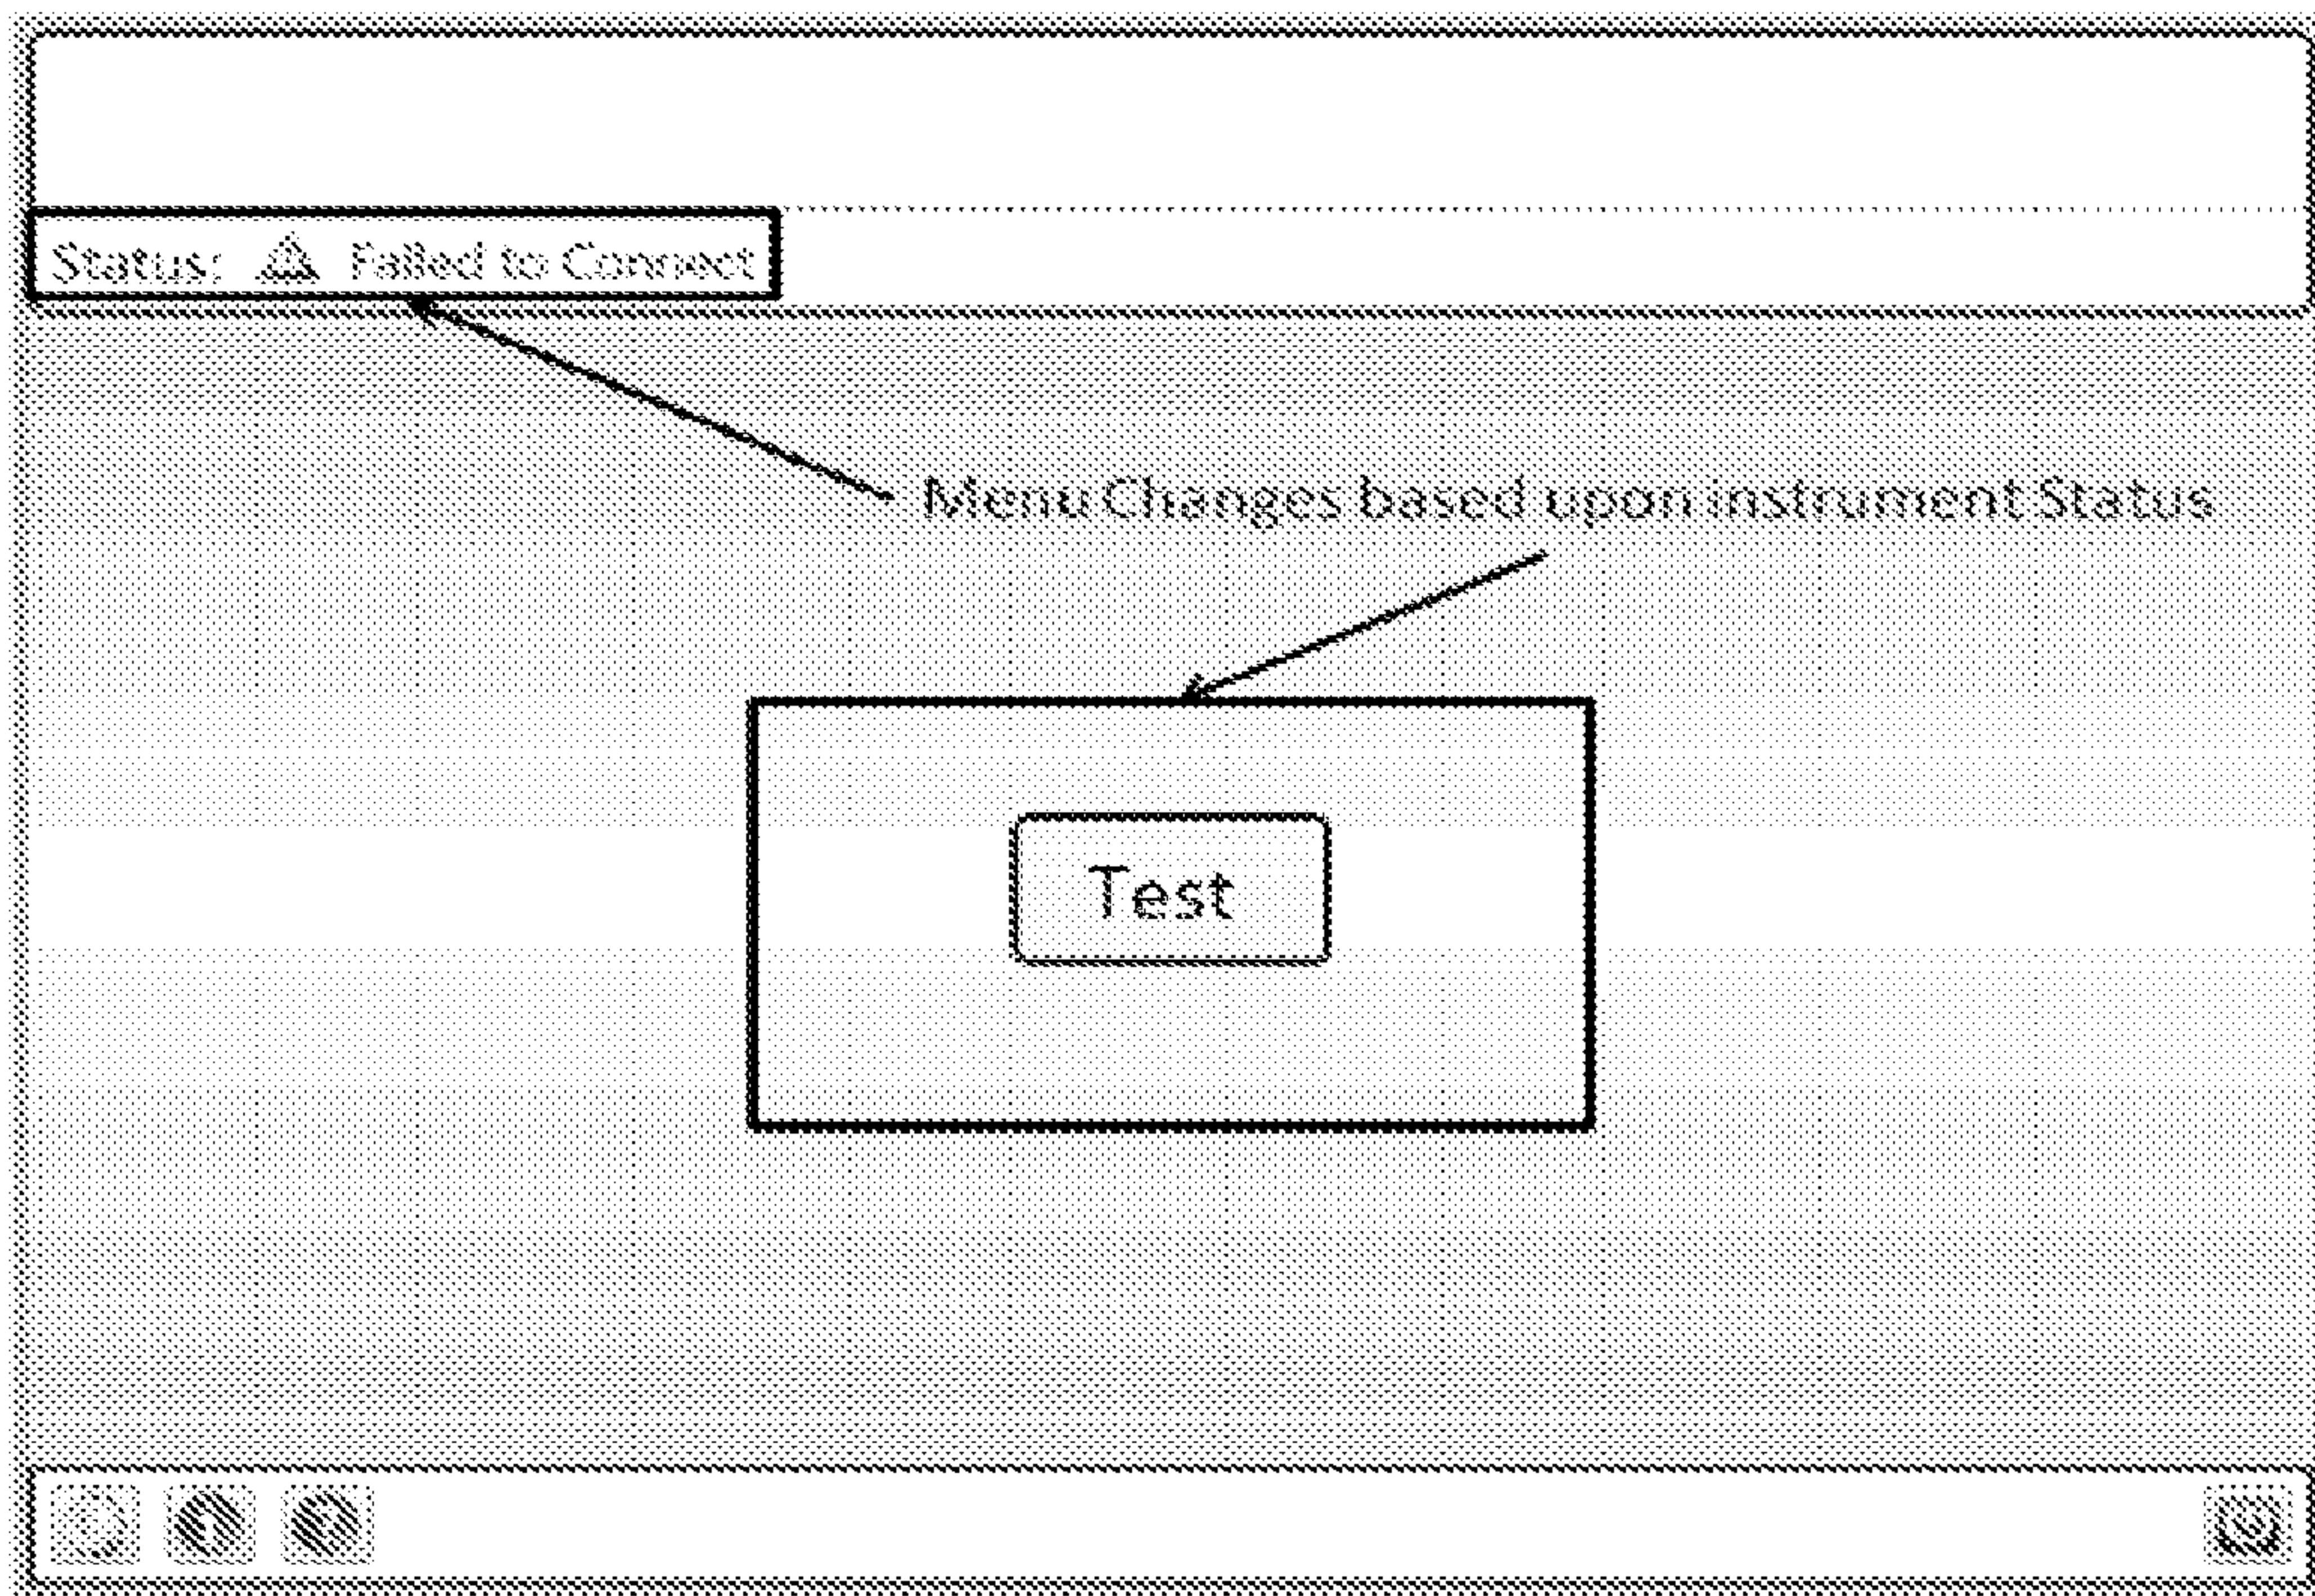 Status: Failed to Connect
Menu Changes based upon instrument Status
Test